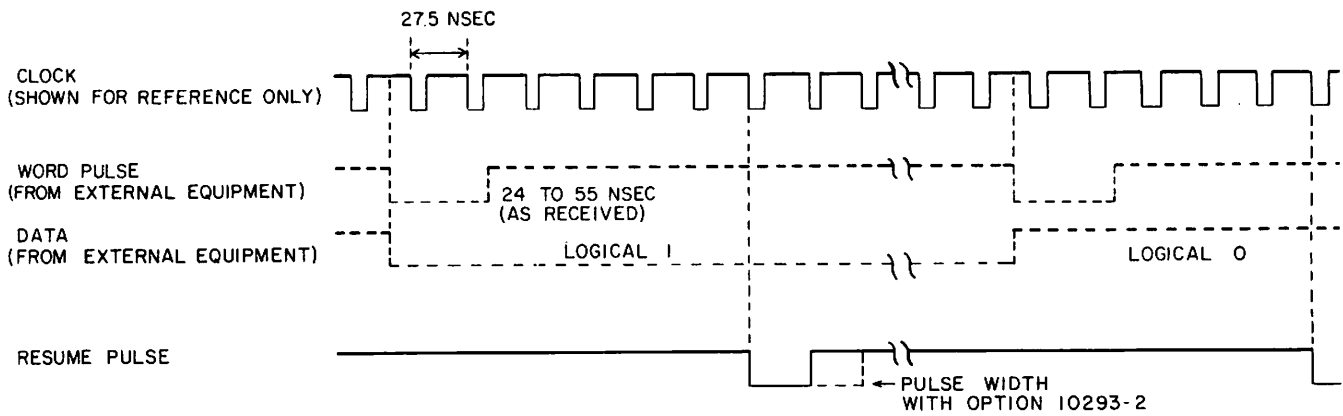 27.5 NSEC
CLOCK
(SHOWN FOR REFERENCE ONLY)
WORD PULSE
(FROM EXTERNAL EQUIPMENT)
24 TO 55 NSEC
(AS RECEIVED)
DATA
(FROM EXTERNAL EQUIPMENT)
LOGICAL 1
LOGICAL 0
RESUME PULSE
PULSE WIDTH
WITH OPTION 10293-2